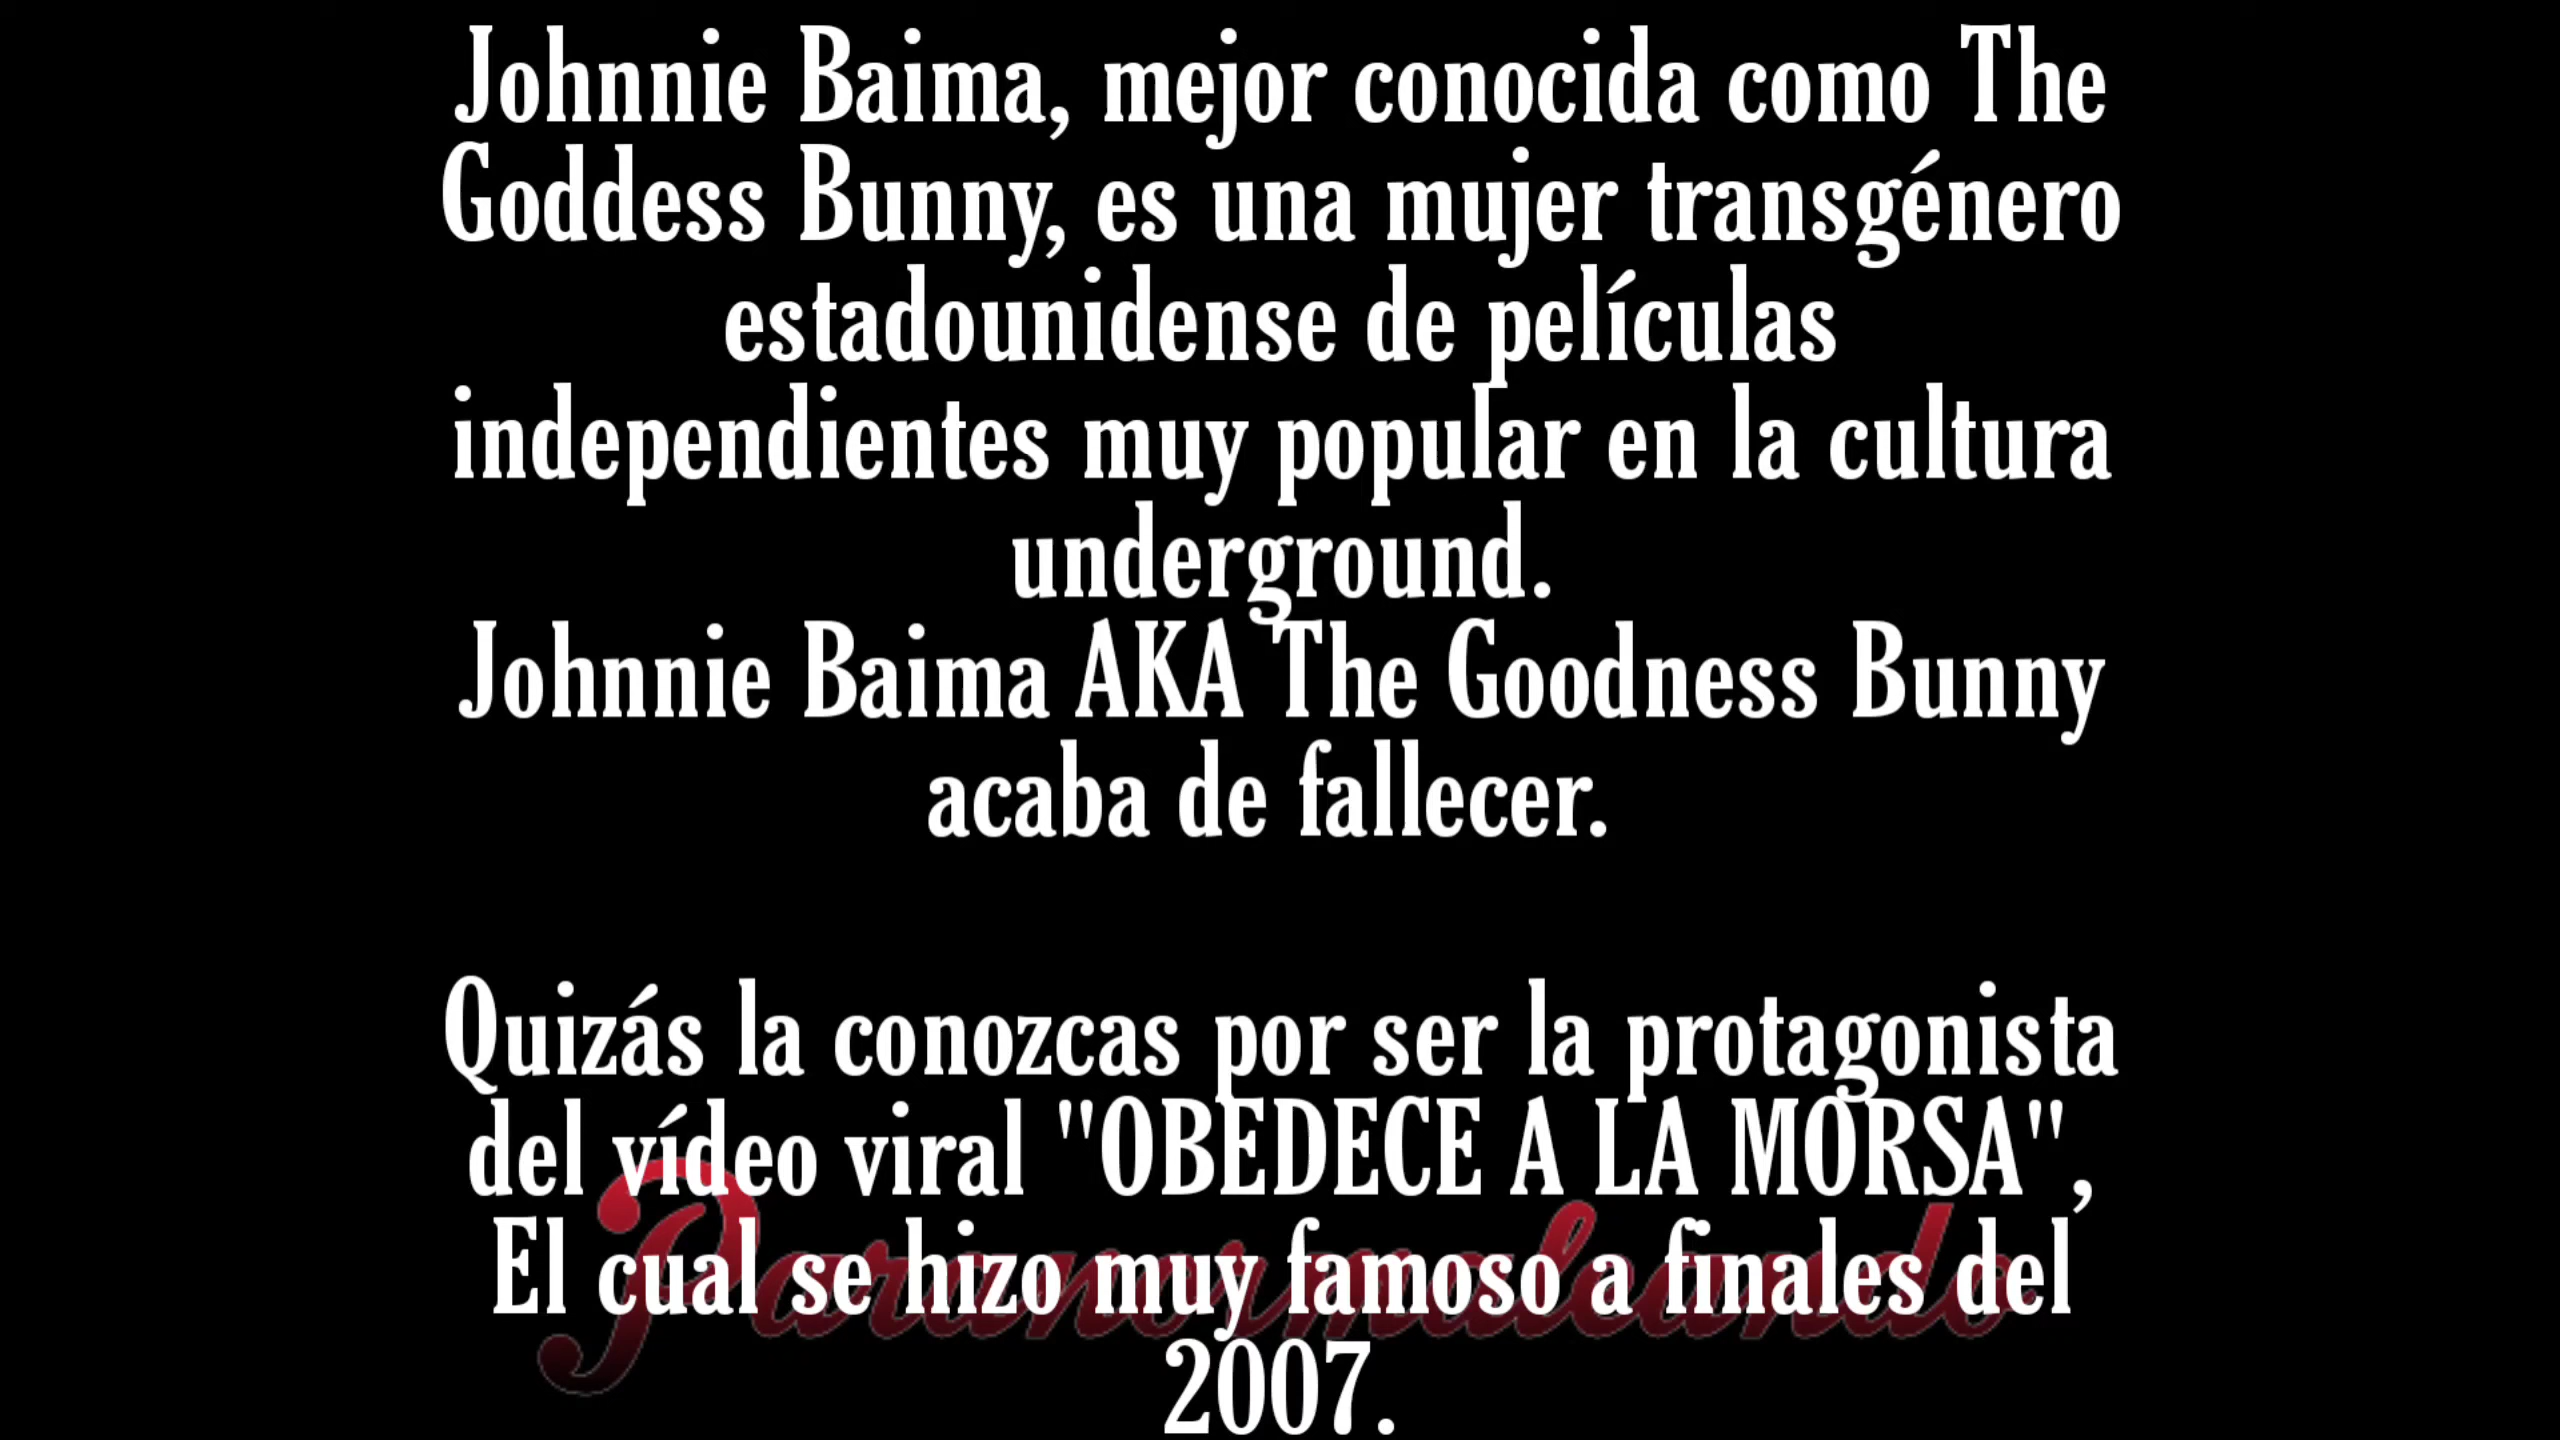 Johnnie Baima, mejor conocida como The
Goddess Bunny, es una mujer transgénero
estadounidense de películas
independientes muy popular en la cultura
underground.
Johnnie Baima AKA The Goodness Bunny
acaba de fallecer.
Quizás la conozcas por ser la protagonista
del vídeo viral "OBEDECE A LA MORSA",
El cual se hizo muy famoso a finales del
2007.
Paranormaleando